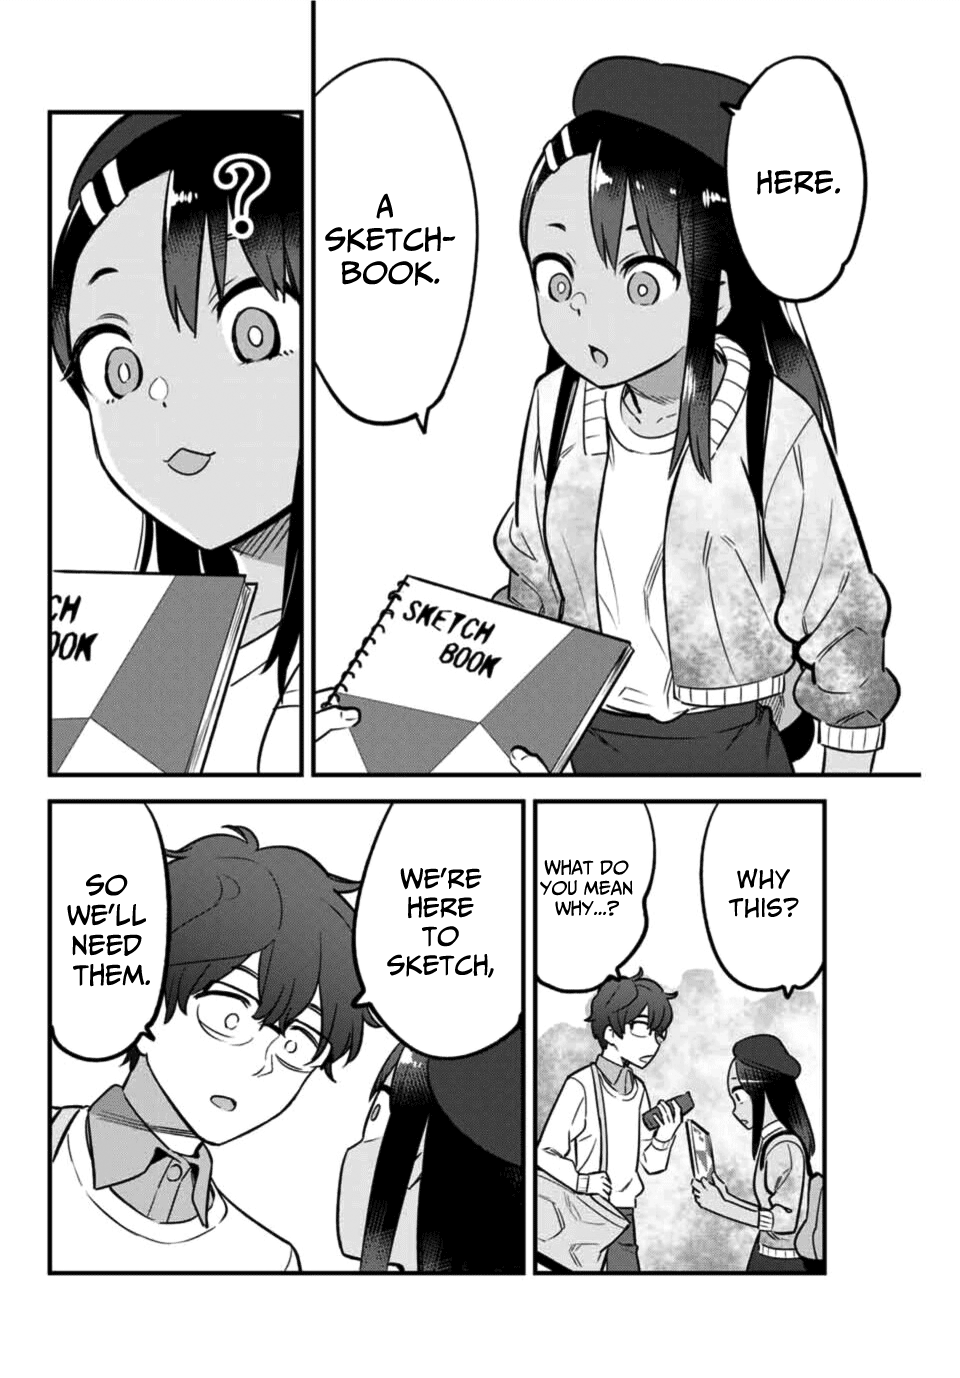 HERE.
A
SKETCH-
BOOK.
SKETCH
BOOK
?
CH
OOK
WHY
THIS?
WHAT DO
YOU MEAN
WHY...?
WE'RE
HERE
TO
SKETCH,
SO
WE'LL
NEED
THEM.